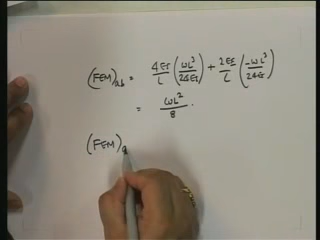 (FEM)ab = 4EI/L (ωL³/24EI) + 2EI/L (-ωL³/24EI)
= ωL²/8.
(FEM)